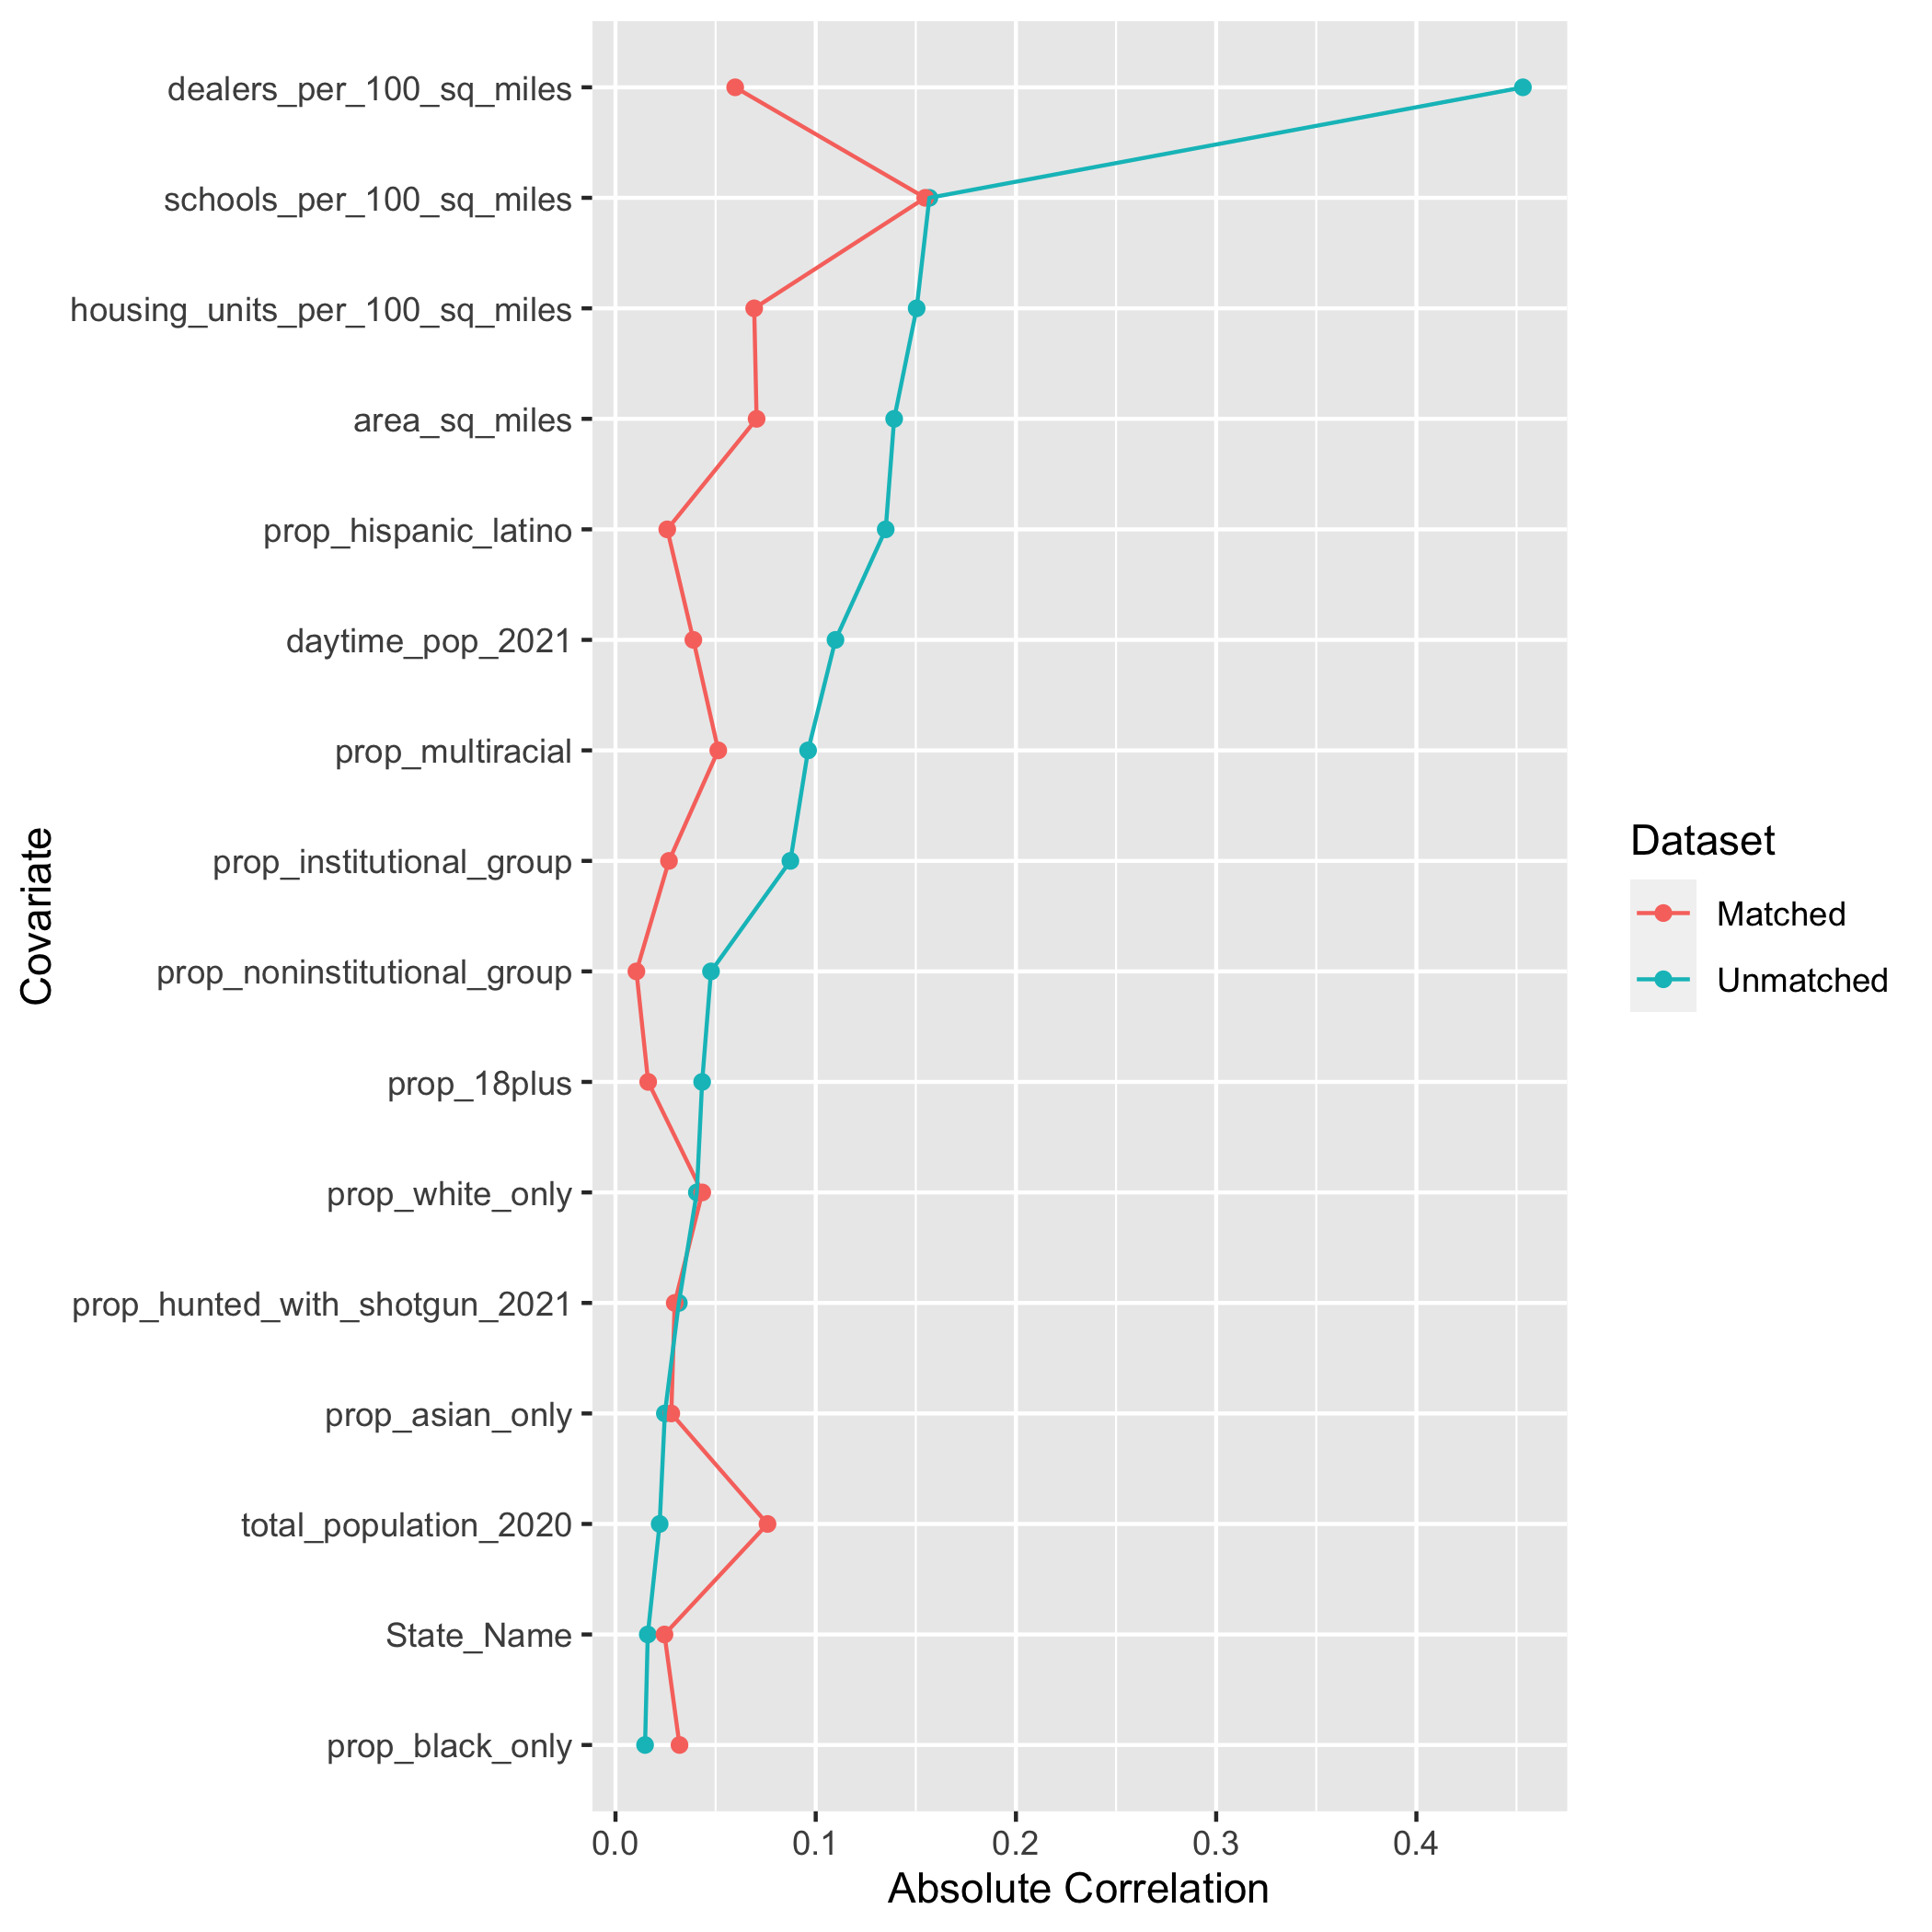 dealers_per_100_sq_miles
schools_per_100_sq_miles
housing_units_per_100_sq_miles
area_sq_miles
prop_hispanic_latino
daytime_pop_2021
prop_multiracial
prop_institutional_group
prop_noninstitutional_group
prop_18plus
prop_white_only
prop_hunted_with_shotgun_2021
prop_asian_only
total_population_2020
State_Name
prop_black_only
Covariate
0.0 0.1 0.2 0.3 0.4
Absolute Correlation
Dataset
Matched
Unmatched